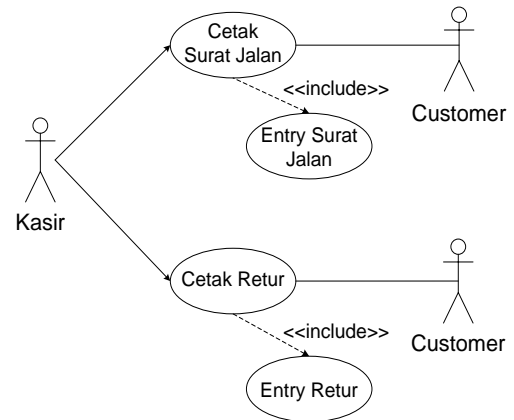 Cetak
Surat Jalan
<<include>>
Customer
Entry Surat
Jalan
Kasir
Cetak Retur
<<include>>
Customer
Entry Retur